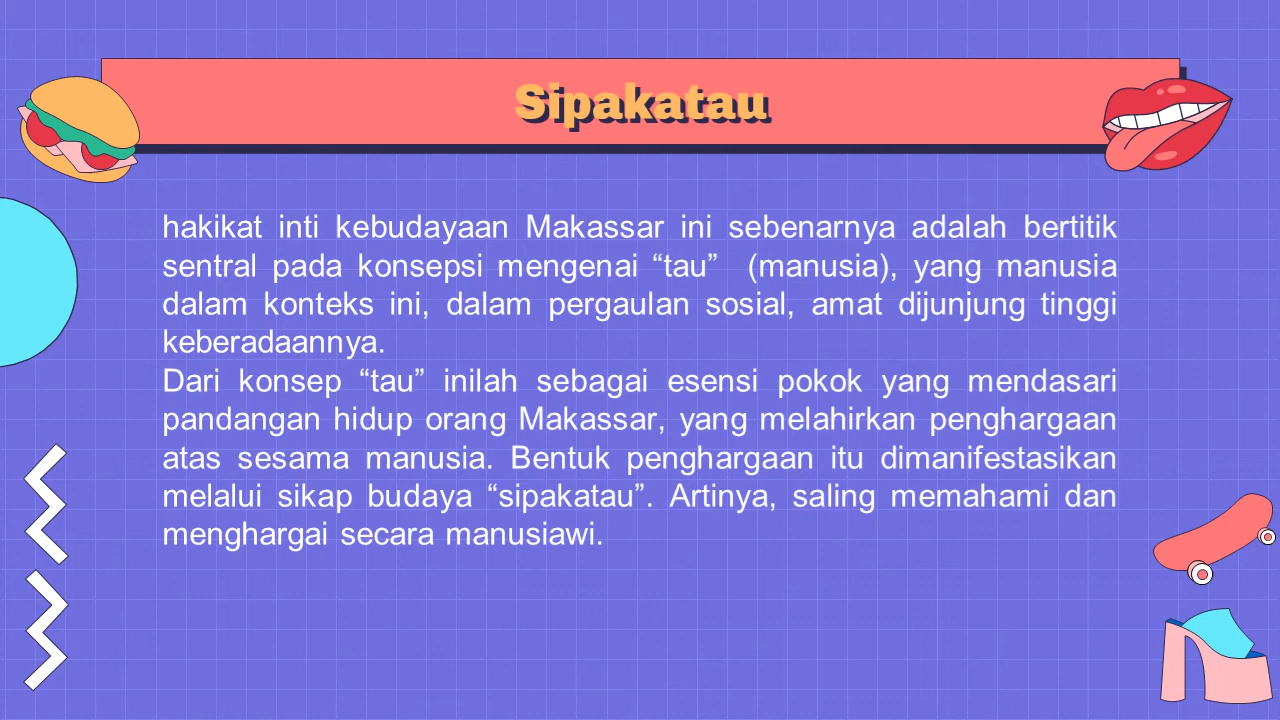 Sipakatau
hakikat inti kebudayaan Makassar ini sebenarnya adalah bertitik
sentral pada konsepsi mengenai “tau” (manusia), yang manusia
dalam konteks ini, dalam pergaulan sosial, amat dijunjung tinggi
keberadaannya.
Dari konsep “tau” inilah sebagai esensi pokok yang mendasari
pandangan hidup orang Makassar, yang melahirkan penghargaan
atas sesama manusia. Bentuk penghargaan itu dimanifestasikan
melalui sikap budaya “sipakatau”. Artinya, saling memahami dan
menghargai secara manusiawi.